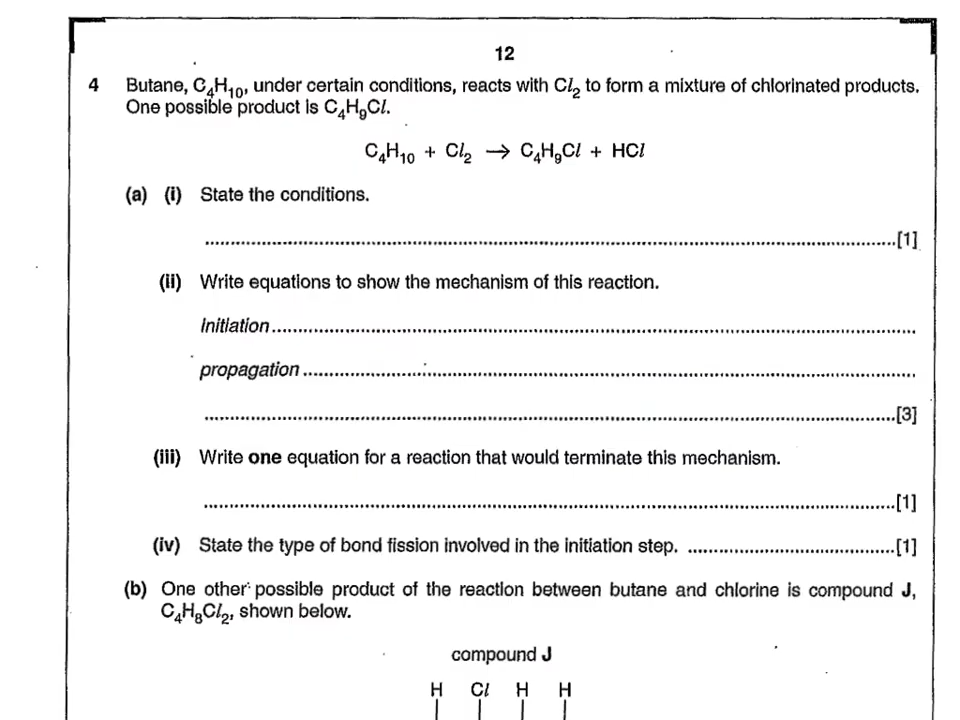 12
4 Butane, C₄H₁₀, under certain conditions, reacts with Cl₂ to form a mixture of chlorinated products.
One possible product is C₄H₉Cl.
C₄H₁₀ + Cl₂ → C₄H₉Cl + HCl
(a) (i) State the conditions.
[1]
(ii) Write equations to show the mechanism of this reaction.
initiation
propagation
[3]
(iii) Write one equation for a reaction that would terminate this mechanism.
[1]
(iv) State the type of bond fission involved in the initiation step. [1]
(b) One other possible product of the reaction between butane and chlorine is compound J,
C₄H₈Cl₂, shown below.
compound J
H Cl H H